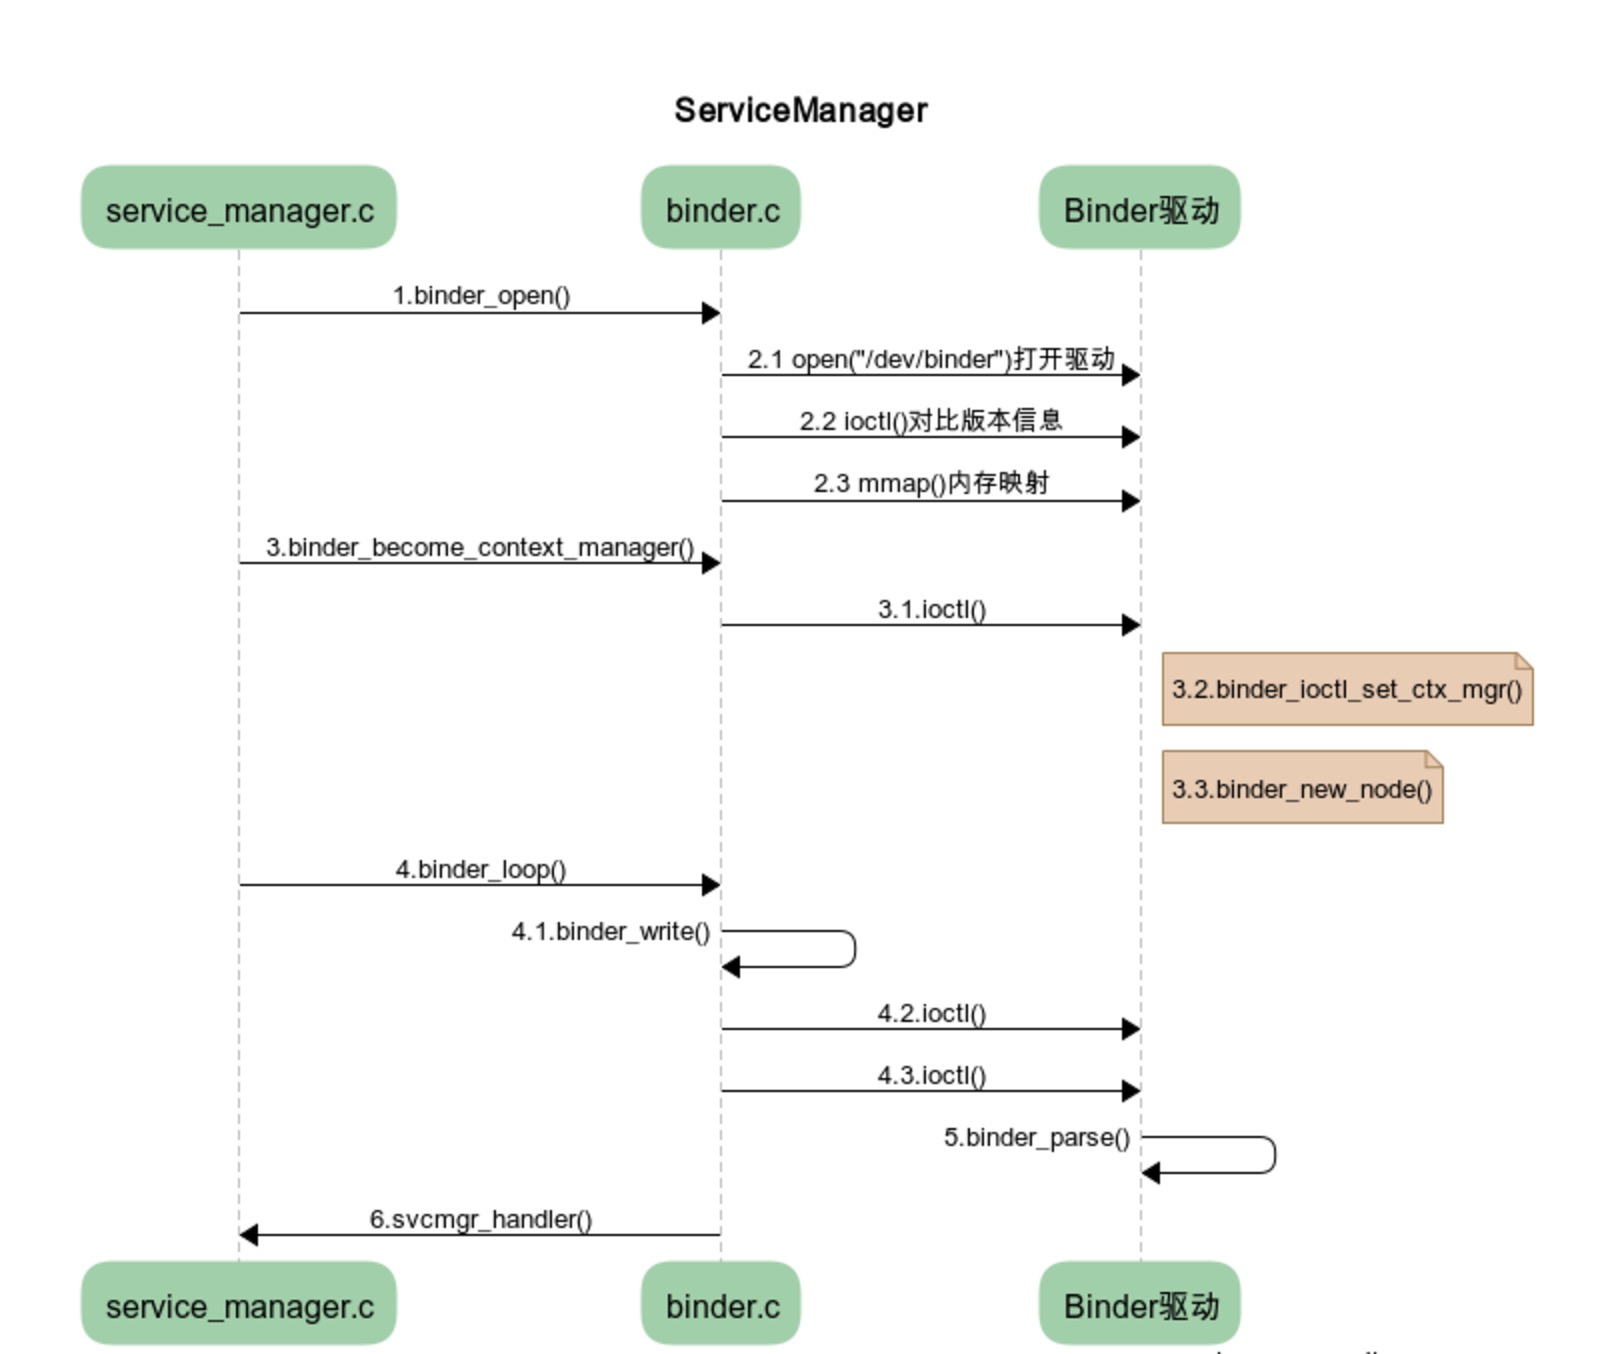 ServiceManager
service_manager.c
binder.c
Binder驱动
1.binder_open()
2.1 open("/dev/binder")打开驱动
2.2 ioctl()对比版本信息
2.3 mmap()内存映射
3.binder_become_context_manager()
3.1.ioctl()
3.2.binder_ioctl_set_ctx_mgr()
3.3.binder_new_node()
4.binder_loop()
4.1.binder_write()
4.2.ioctl()
4.3.ioctl()
5.binder_parse()
6.svcmgr_handler()
service_manager.c
binder.c
Binder驱动